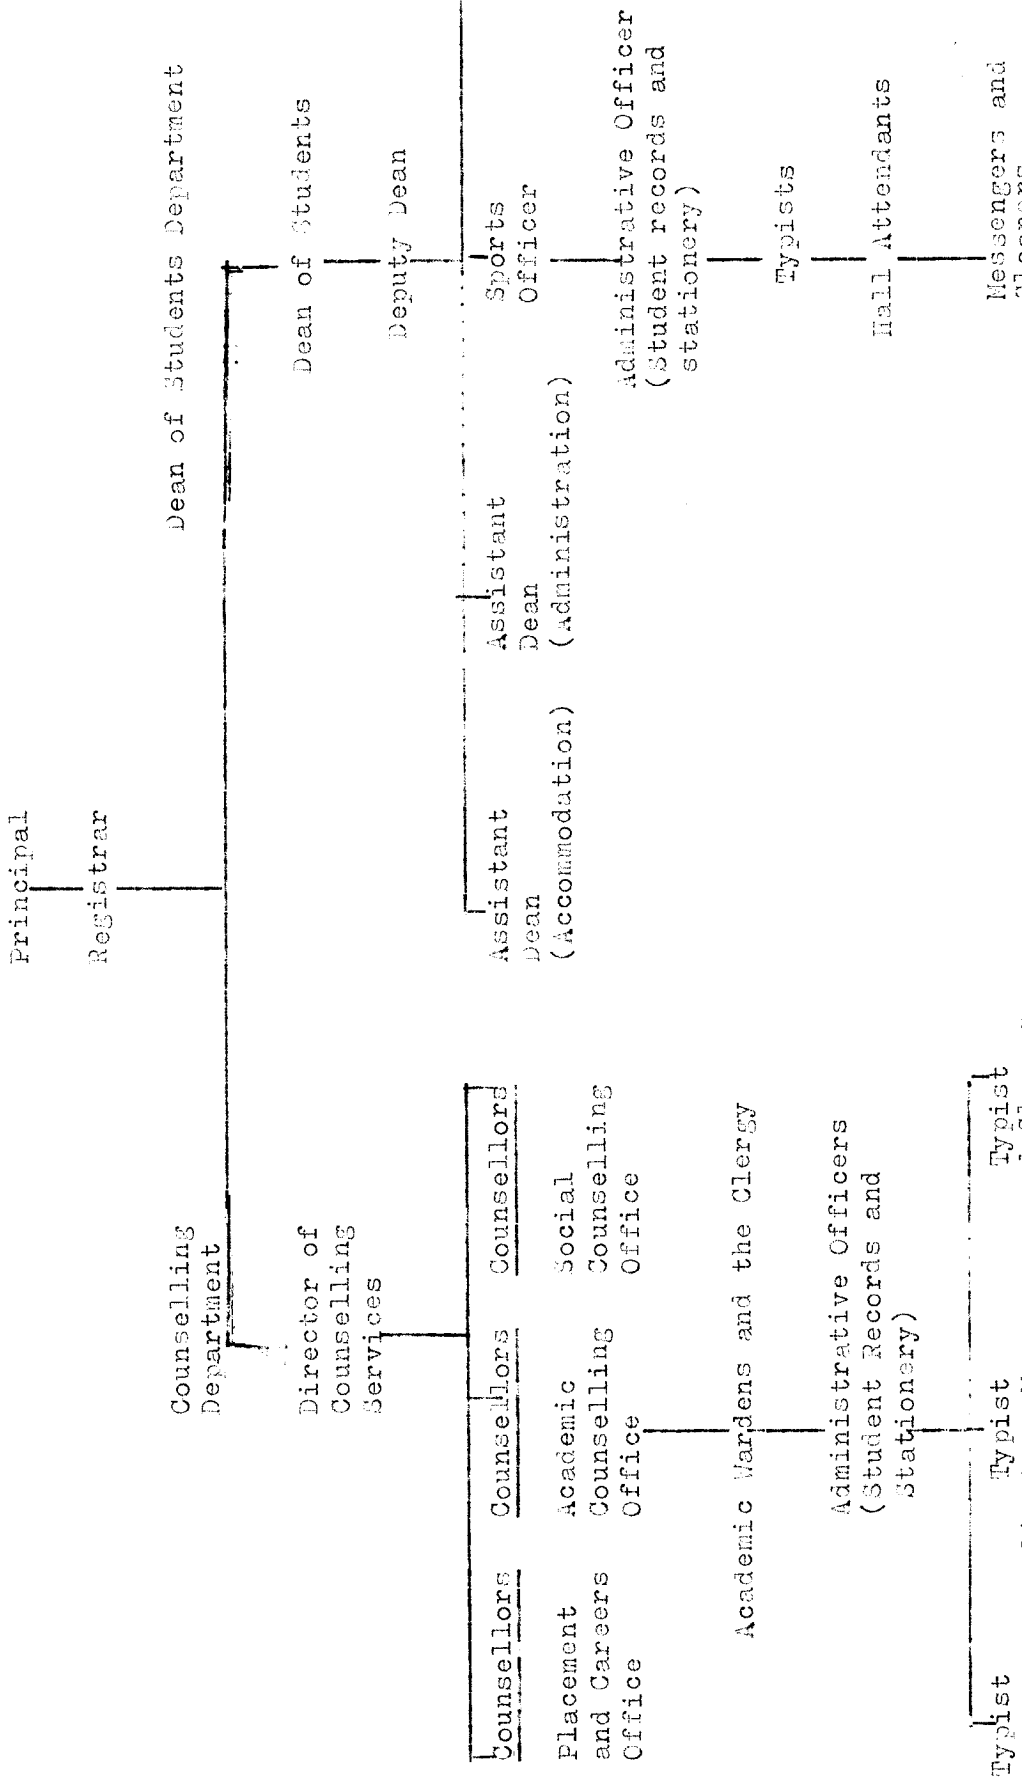 Principal
Registrar
Counselling
Department
Dean of Students Department
Director of
Counselling
Services
Dean of Students
Deputy Dean
Counsellors
Counsellors
Counsellors
Assistant
Dean
(Accommodation)
Assistant
Dean
(Administration)
Sports
Officer
Placement
and Careers
Office
Academic
Counselling
Office
Social
Counselling
Office
Administrative Officer
(Student records and
stationery)
Academic Wardens and the Clergy
Typists
Administrative Officers
(Student Records and
Stationery)
Hall Attendants
Typist
Typist
Typist
Messengers and